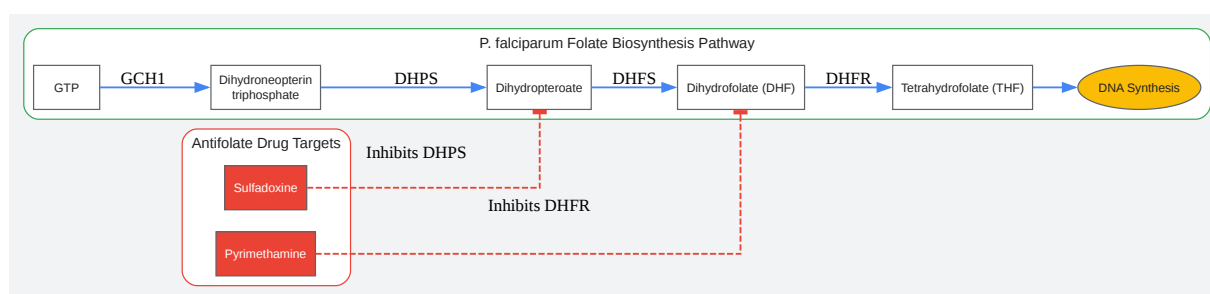 P. falciparum Folate Biosynthesis Pathway
GTP
GCH1
Dihydroneopterin
triphosphate
DHPS
Dihydropteroate
DHFS
Dihydrofolate (DHF)
DHFR
Tetrahydrofolate (THF)
DNA Synthesis
Antifolate Drug Targets
Inhibits DHPS
Sulfadoxine
Inhibits DHFR
Pyrimethamine